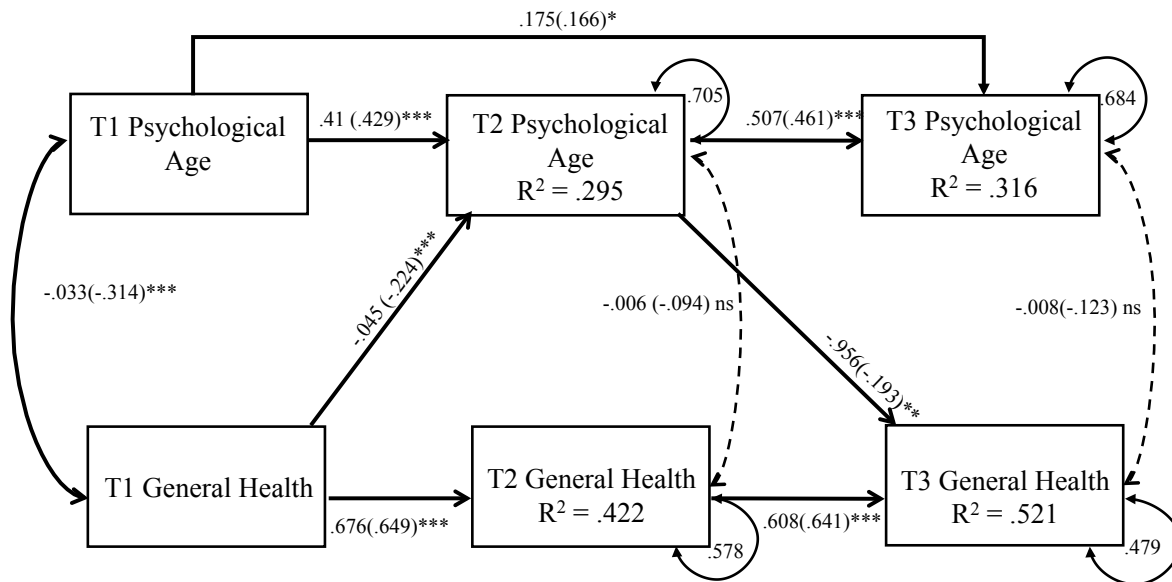 .175(.166)*
T1 Psychological
Age
.41 (.429)***
T2 Psychological
Age
R² = .295
.705
.507(.461)***
T3 Psychological
Age
R² = .316
.684
-.033(-.314)***
-.045 (-.224)***
-.006 (-.094) ns
-.956(-.193)**
-.008(-.123) ns
T1 General Health
.676(.649)***
T2 General Health
R² = .422
.578
.608(.641)***
T3 General Health
R² = .521
.479